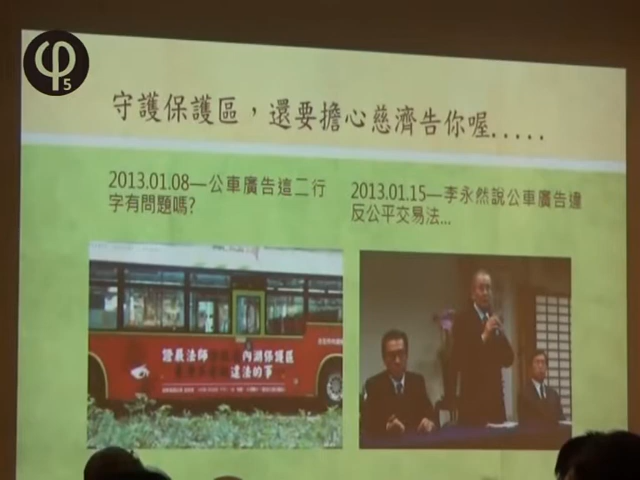 φ5
守護保護區，還要擔心慈濟告你喔.....
2013.01.08—公車廣告這二行
字有問題嗎?
2013.01.15—李永然說公車廣告違
反公平交易法...
證嚴法師 內湖保護區
違法的事